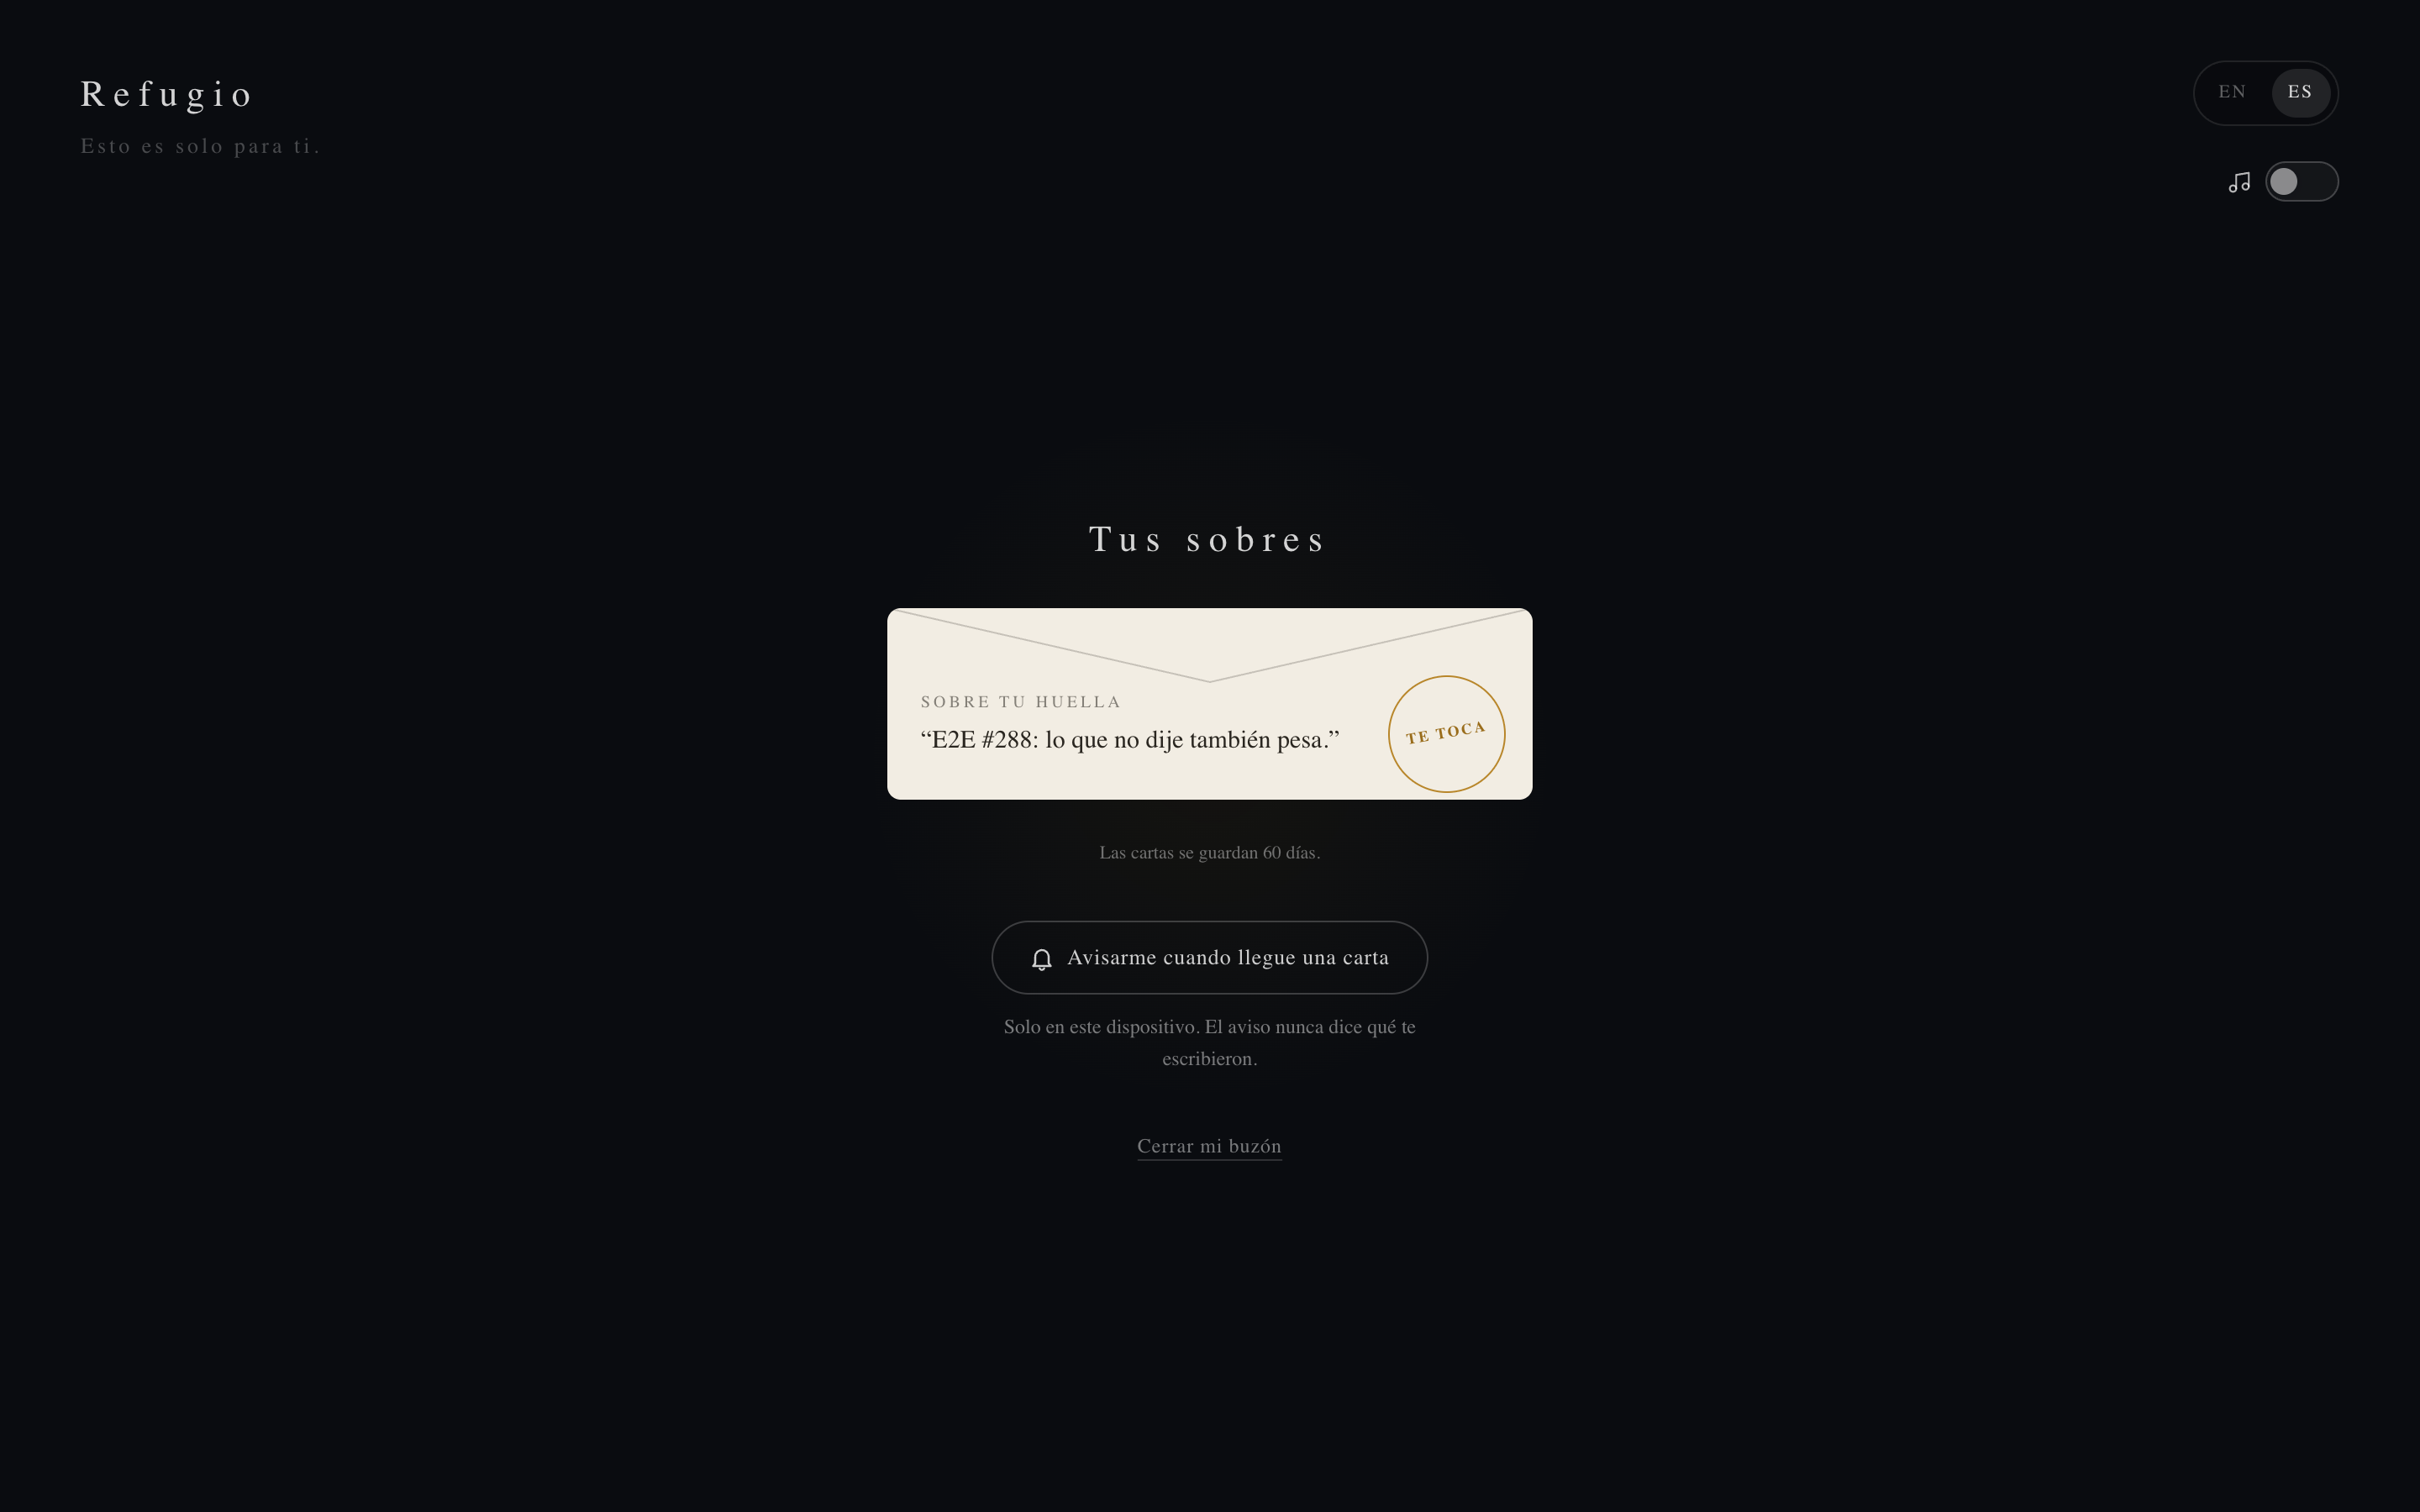 Refugio
Esto es solo para ti.
EN ES
Tus sobres
SOBRE TU HUELLA
“E2E #288: lo que no dije también pesa.”
TE TOCA
Las cartas se guardan 60 días.
Avisarme cuando llegue una carta
Solo en este dispositivo. El aviso nunca dice qué te
escribieron.
Cerrar mi buzón